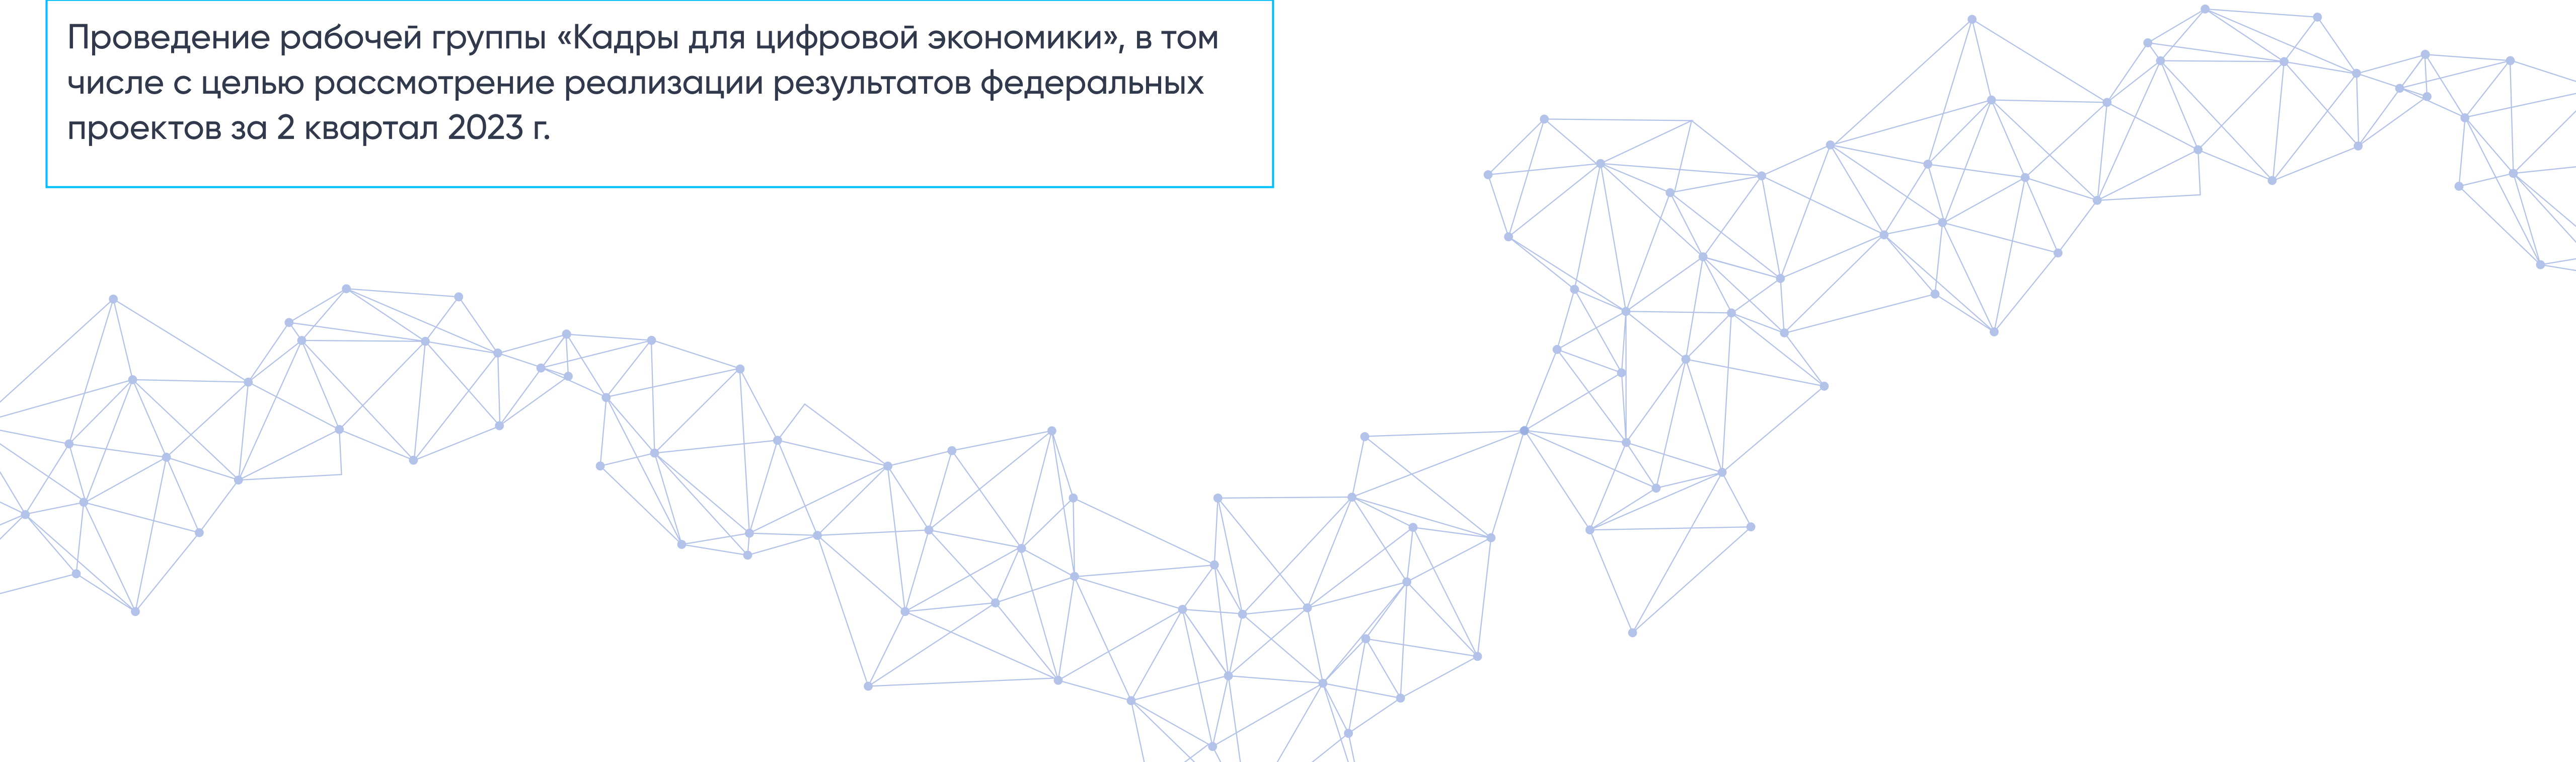 Проведение рабочей группы «Кадры для цифровой экономики», в том
числе с целью рассмотрение реализации результатов федеральных
проектов за 2 квартал 2023 г.